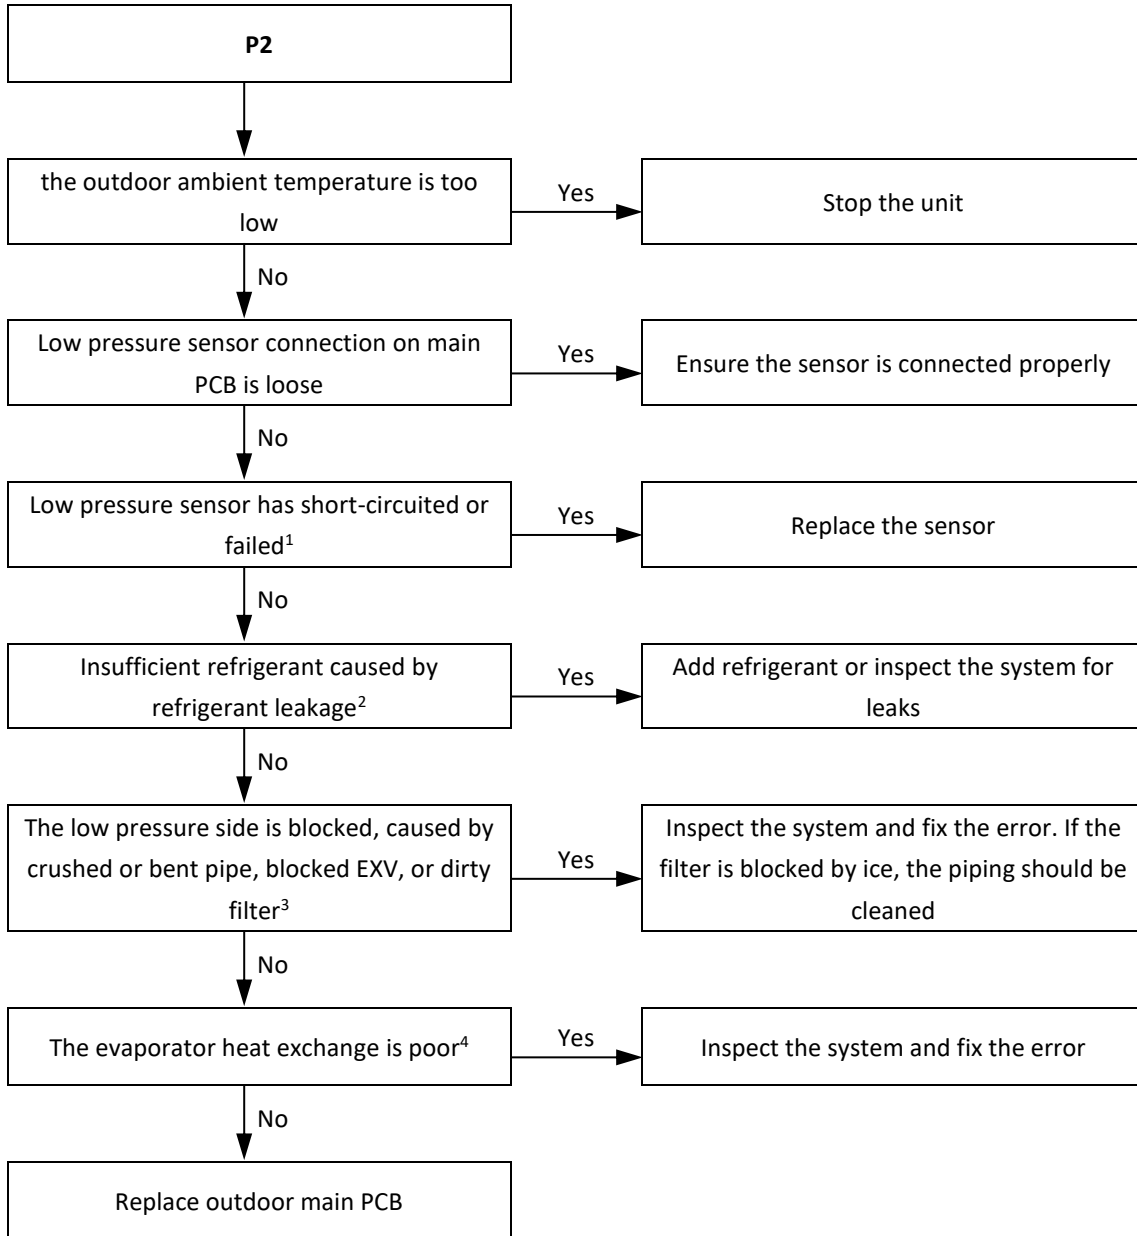 P2
the outdoor ambient temperature is too
low
Yes
Stop the unit
No
Low pressure sensor connection on main
PCB is loose
Yes
Ensure the sensor is connected properly
No
Low pressure sensor has short-circuited or
failed1
Yes
Replace the sensor
No
Insufficient refrigerant caused by
refrigerant leakage2
Yes
Add refrigerant or inspect the system for
leaks
No
The low pressure side is blocked, caused by
crushed or bent pipe, blocked EXV, or dirty
filter3
Yes
Inspect the system and fix the error. If the
filter is blocked by ice, the piping should be
cleaned
No
The evaporator heat exchange is poor4
Yes
Inspect the system and fix the error
No
Replace outdoor main PCB